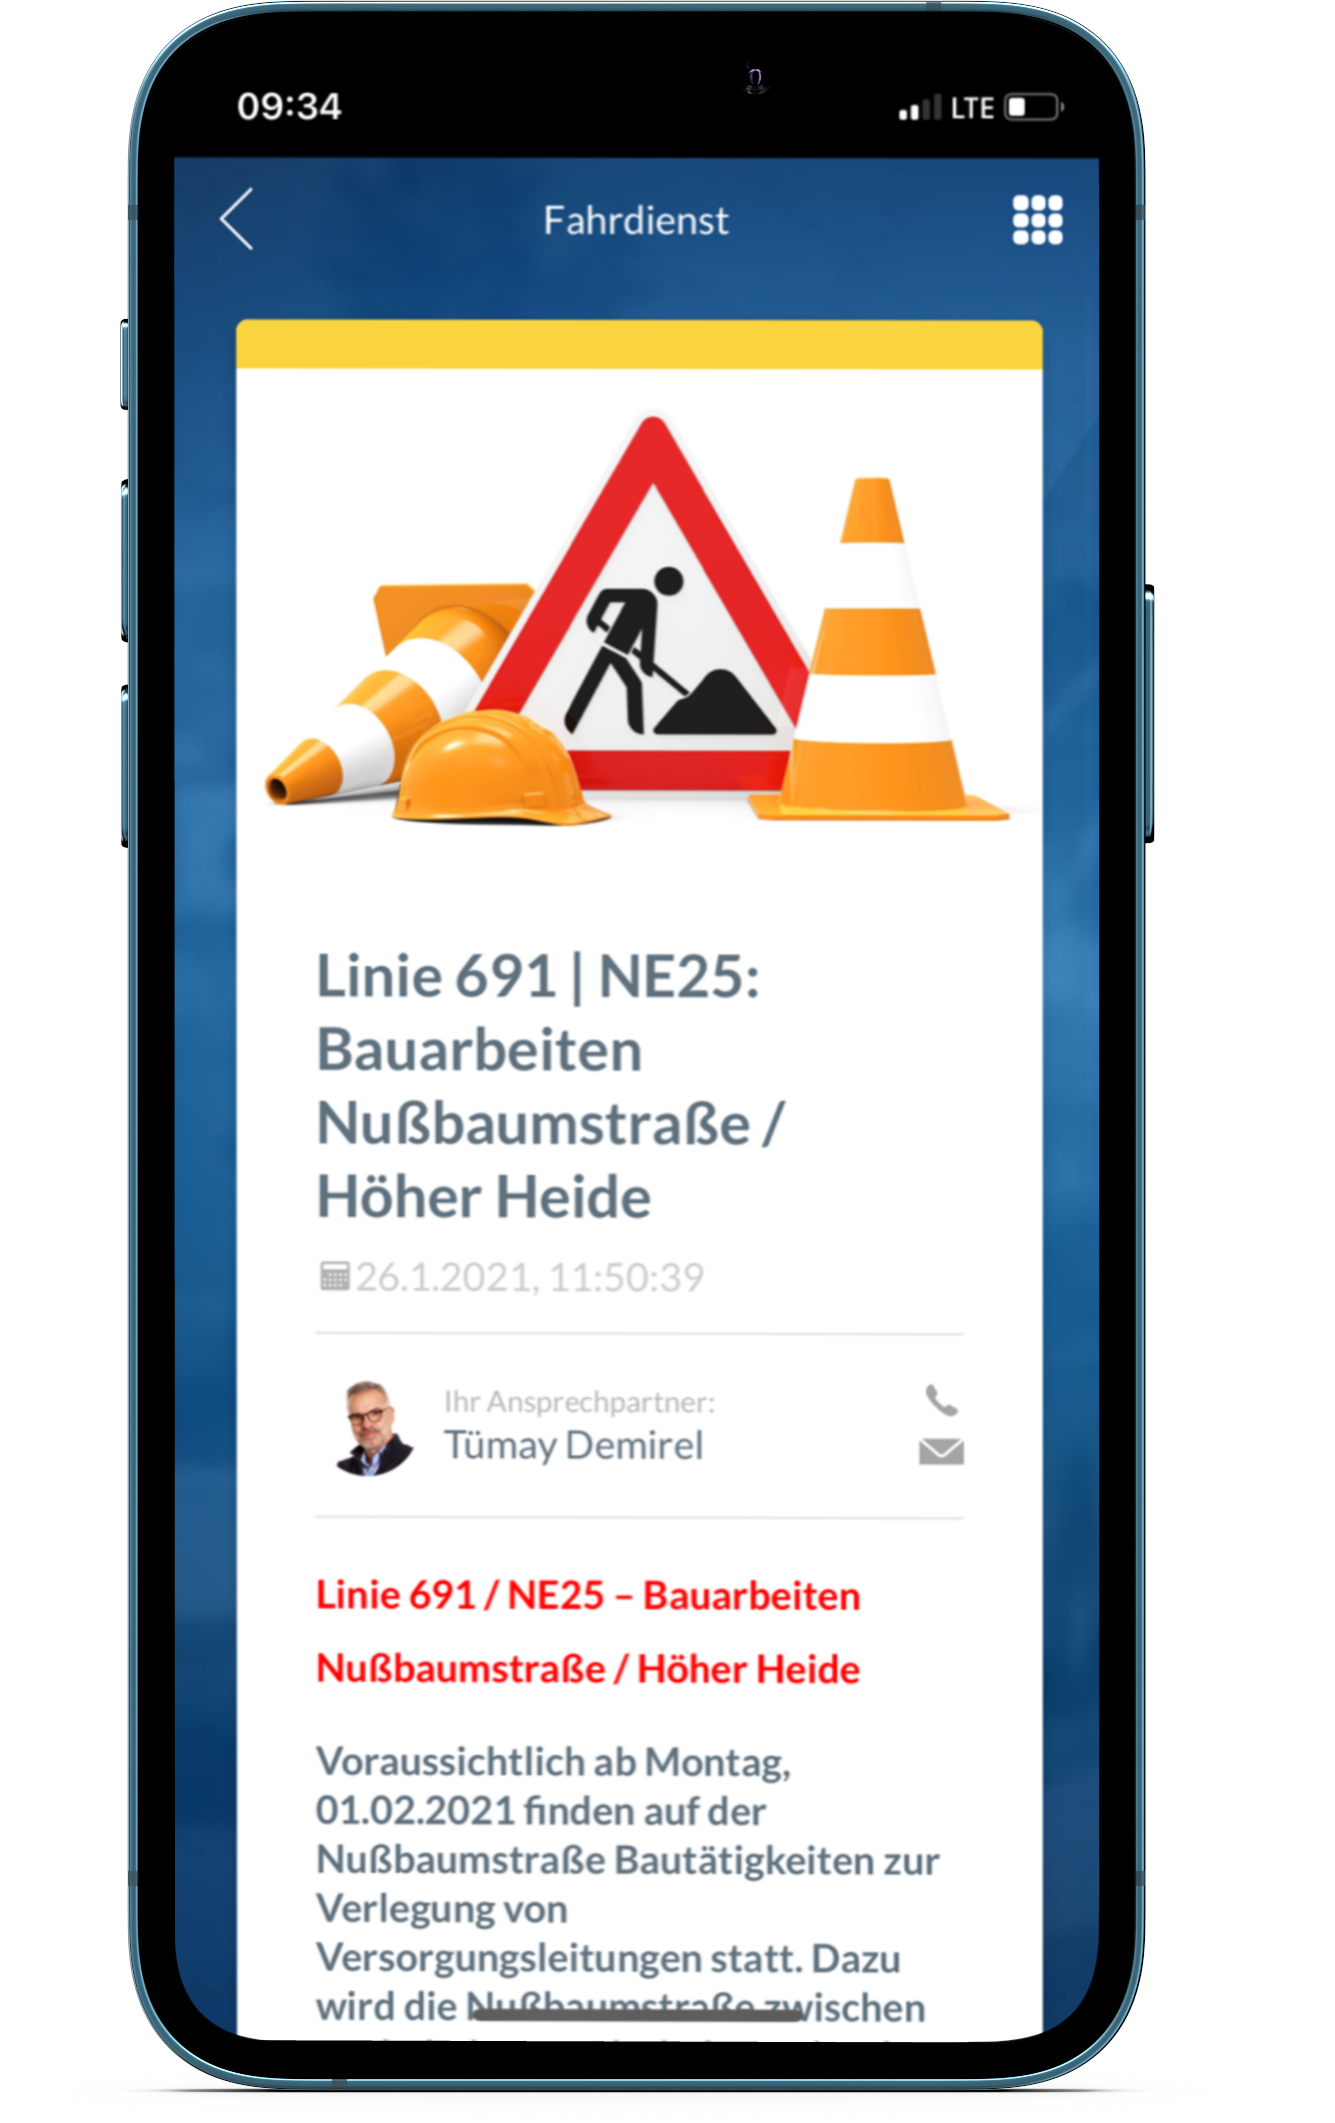 09:34
LTE
Fahrdienst
Linie 691 | NE25:
Bauarbeiten
Nußbaumstraße /
Höher Heide
26.1.2021, 11:50:39
Ihr Ansprechpartner:
Tümay Demirel
Linie 691 / NE25 – Bauarbeiten
Nußbaumstraße / Höher Heide
Voraussichtlich ab Montag,
01.02.2021 finden auf der
Nußbaumstraße Bautätigkeiten zur
Verlegung von
Versorgungsleitungen statt. Dazu
wird die Nußbaumstraße zwischen